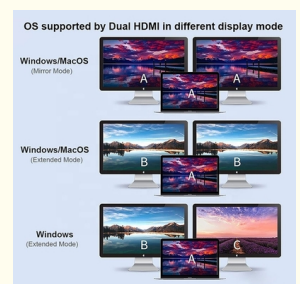 OS supported by Dual HDMI in different display mode
Windows/MacOS
(Mirror Mode)
A
A
A
Windows/MacOS
(Extended Mode)
B
B
A
Windows
(Extended Mode)
B
C
A